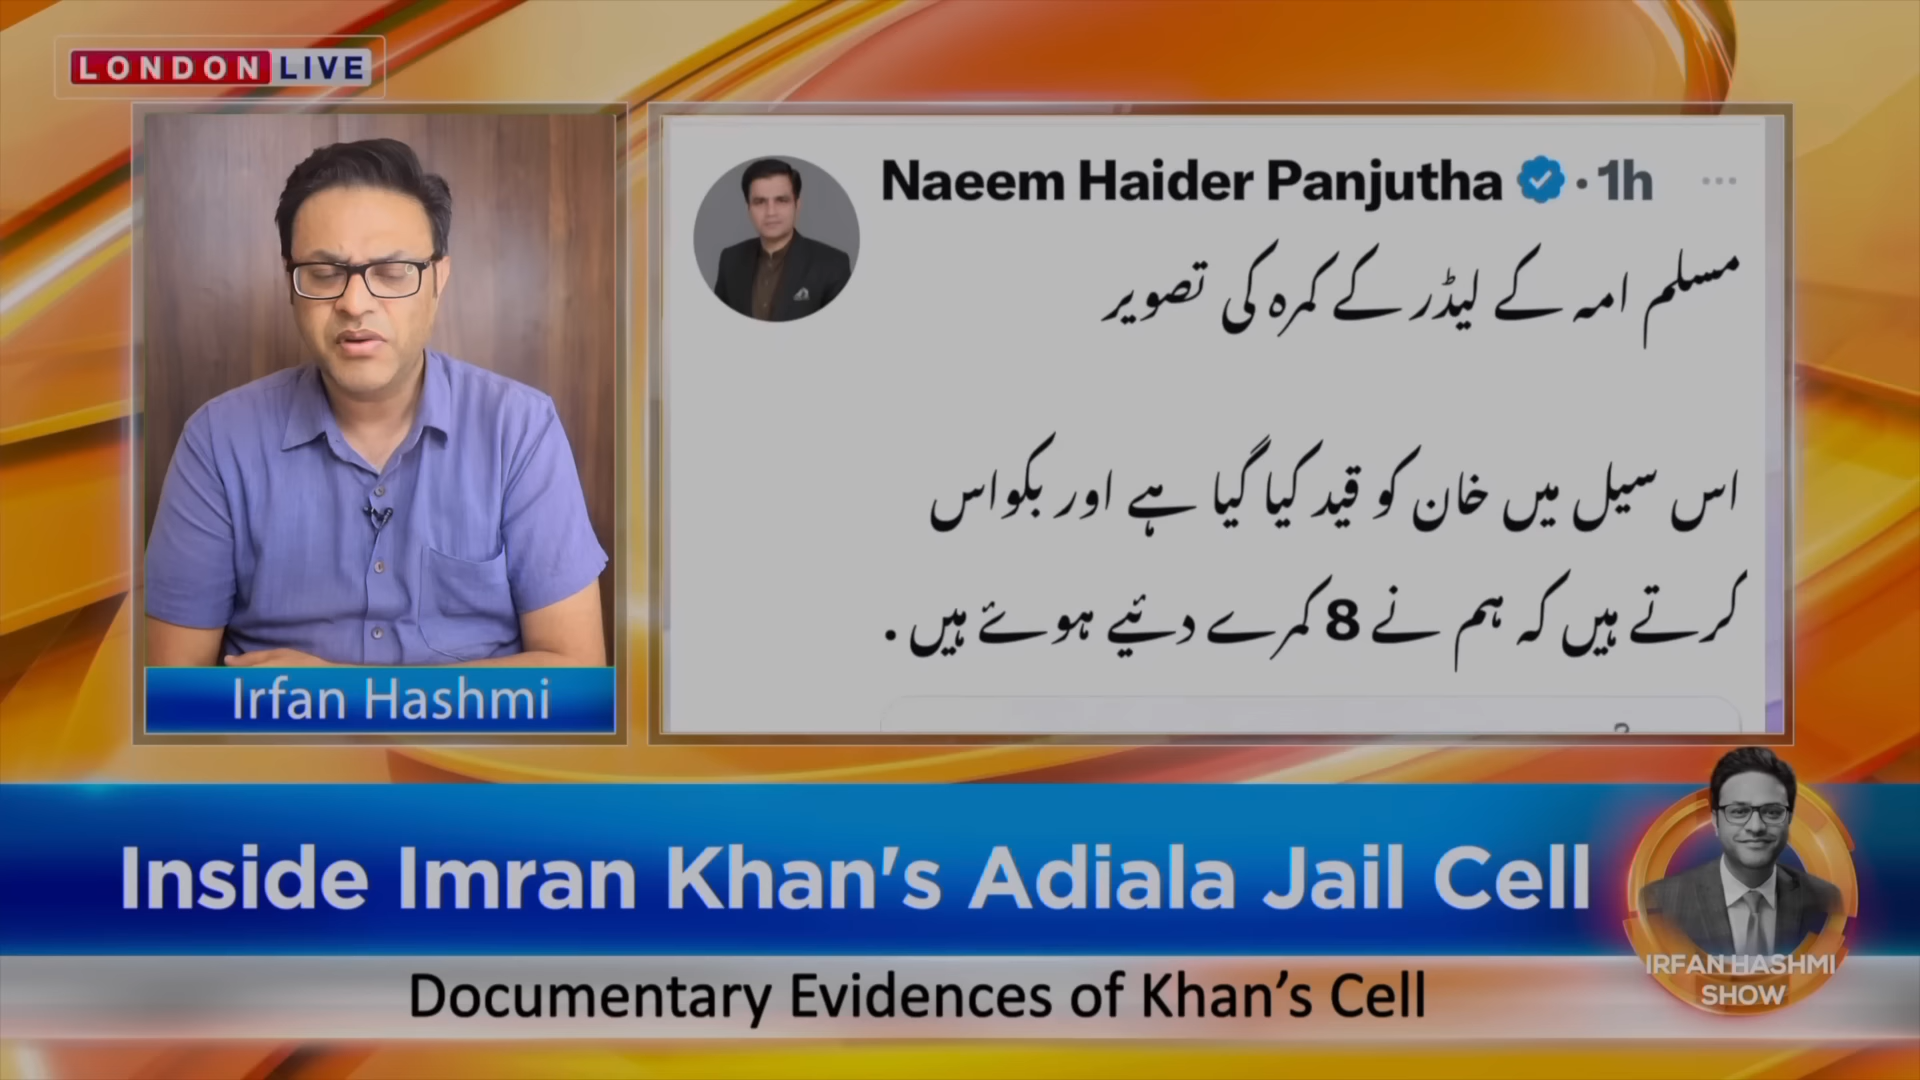 LONDON LIVE
Naeem Haider Panjutha · 1h
مسلم امہ کے لیڈر کے کمرہ کی تصویر
اس سیل میں خان کو قید کیا گیا ہے اور بکواس
کرتے ہیں کہ ہم نے 8 کمرے دئیے ہوئے ہیں .
Irfan Hashmi
Inside Imran Khan's Adiala Jail Cell
Documentary Evidences of Khan’s Cell
IRFAN HASHMI
SHOW